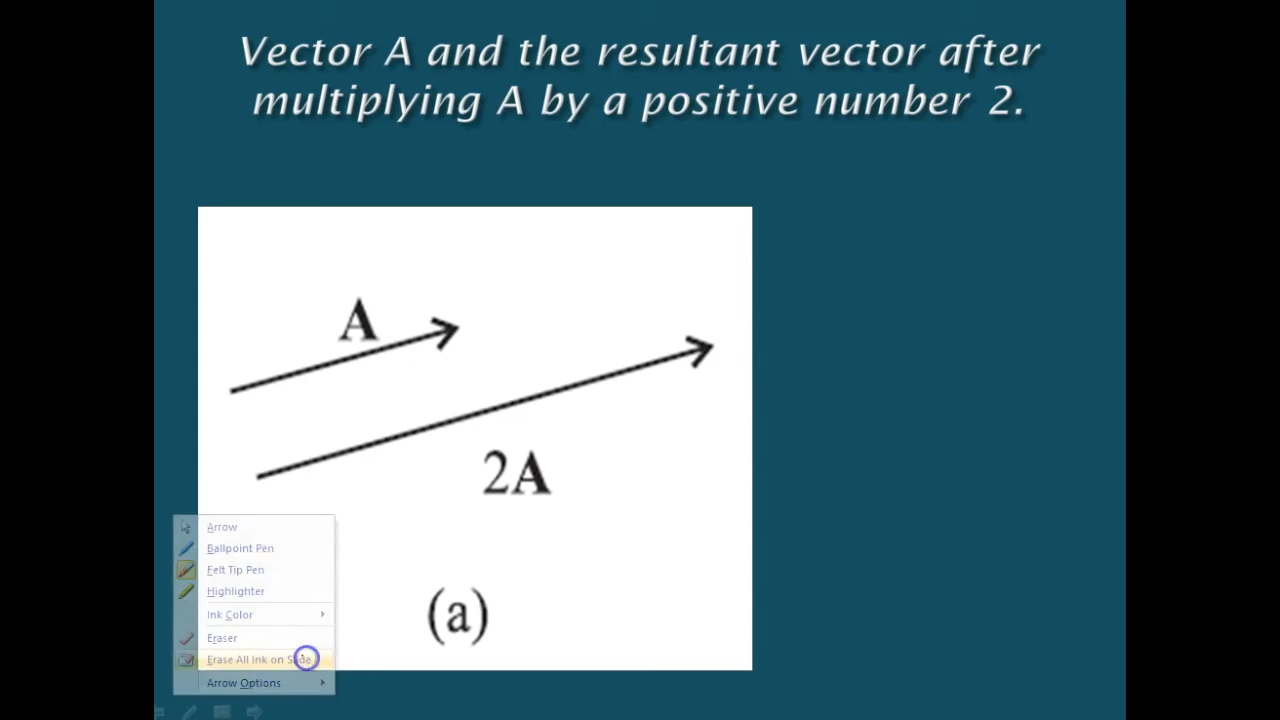 Vector A and the resultant vector after
multiplying A by a positive number 2.
A
2A
(a)
Arrow
Ballpoint Pen
Felt Tip Pen
Highlighter
Ink Color
Eraser
Erase All Ink on Slide
Arrow Options